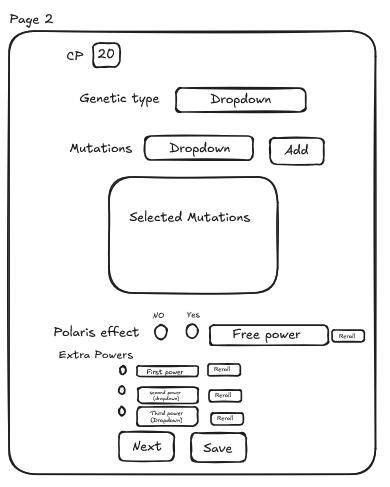 Page 2
CP 20
Genetic type Dropdown
Mutations Dropdown Add
Selected Mutations
NO Yes
Polaris effect Free power Reroll
Extra Powers
First power Reroll
second power
(dropdown) Reroll
Third power
(Dropdown) Reroll
Next Save